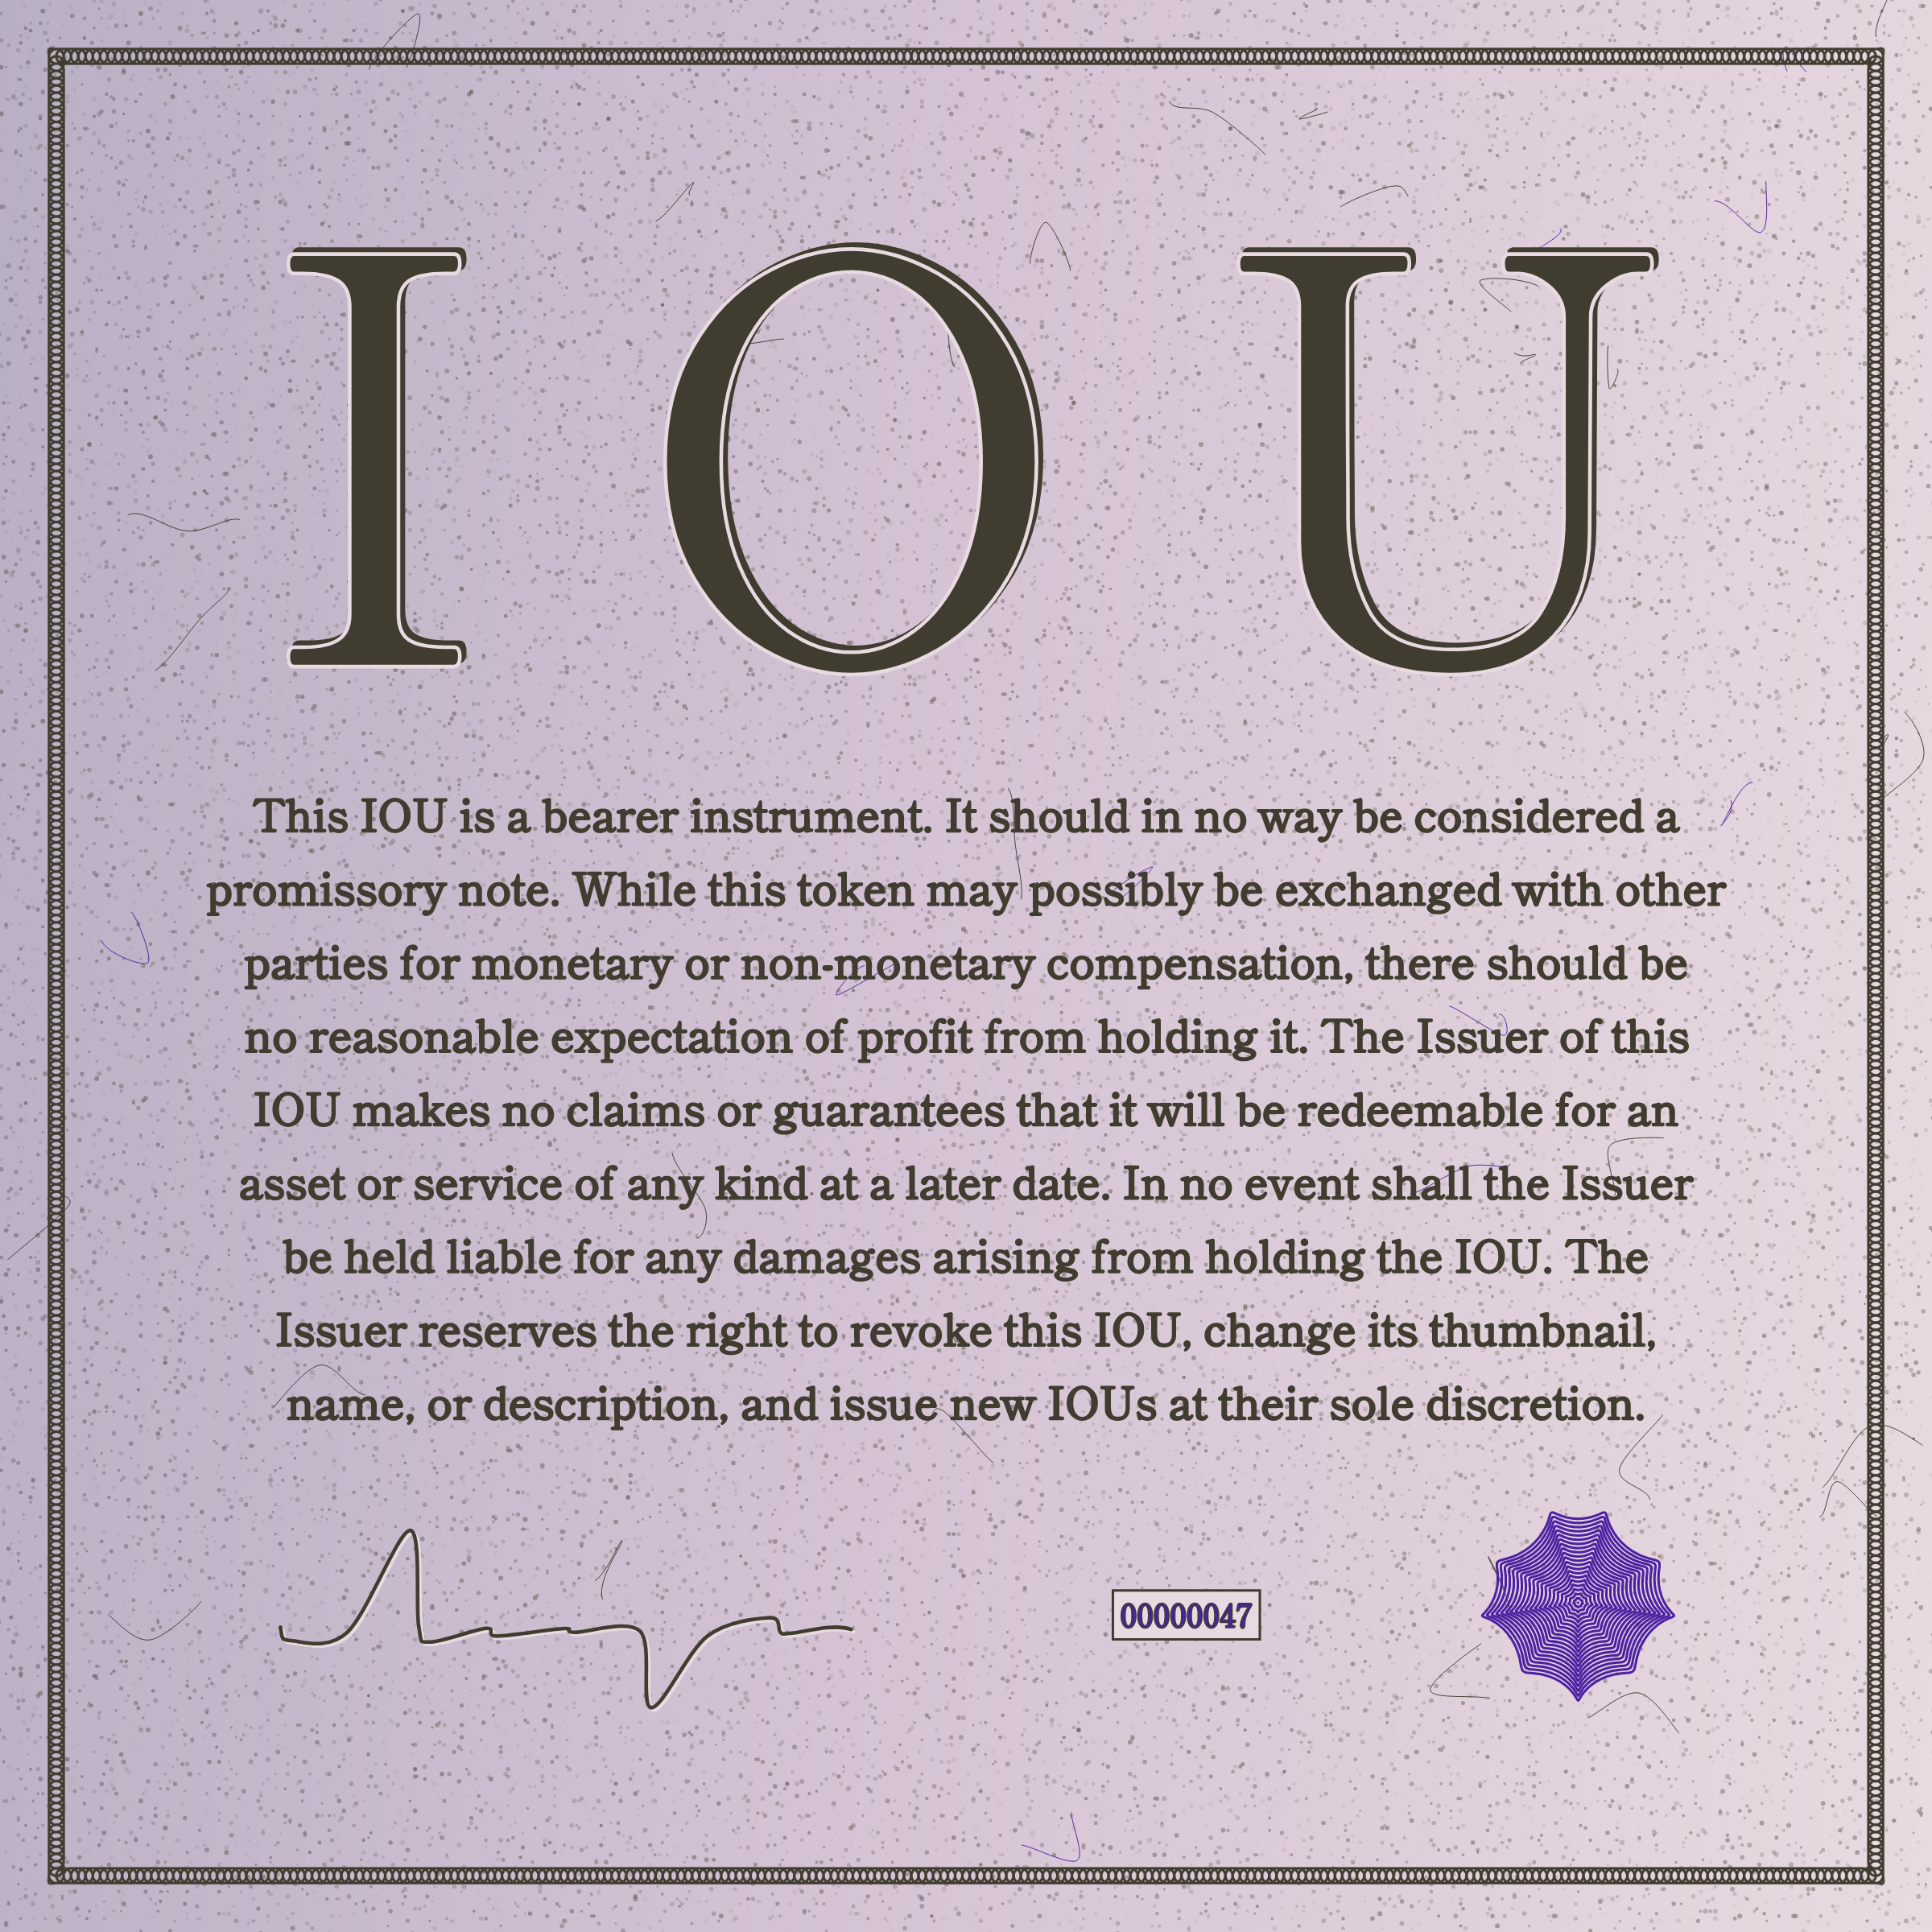 I O U
This IOU is a bearer instrument. It should in no way be considered a
promissory note. While this token may possibly be exchanged with other
parties for monetary or non-monetary compensation, there should be
no reasonable expectation of profit from holding it. The Issuer of this
IOU makes no claims or guarantees that it will be redeemable for an
asset or service of any kind at a later date. In no event shall the Issuer
be held liable for any damages arising from holding the IOU. The
Issuer reserves the right to revoke this IOU, change its thumbnail,
name, or description, and issue new IOUs at their sole discretion.
00000047